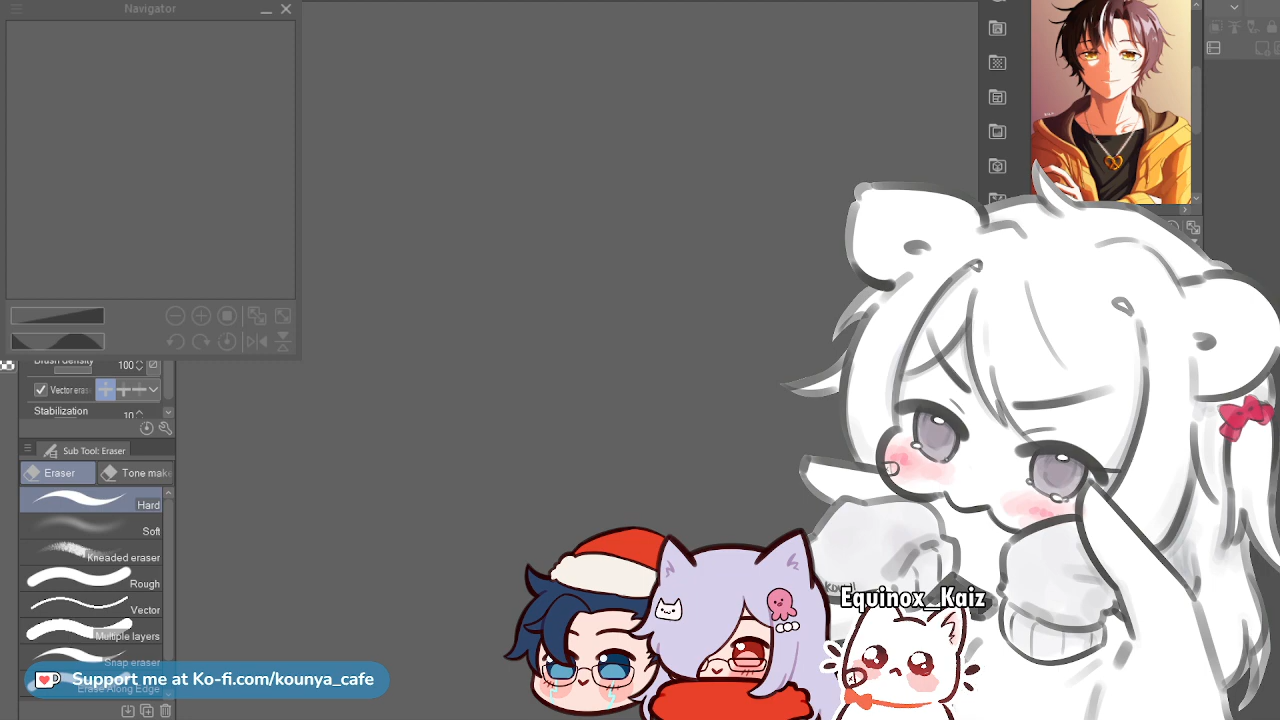 Navigator
Brush density
100
Vector eras
Stabilization
10
Sub Tool: Eraser
Eraser
Tone make
Hard
Soft
Kneaded eraser
Rough
Vector
Multiple layers
Snap eraser
Erase Along Edge
Support me at Ko-fi.com/kounya_cafe
Equinox_Kaiz